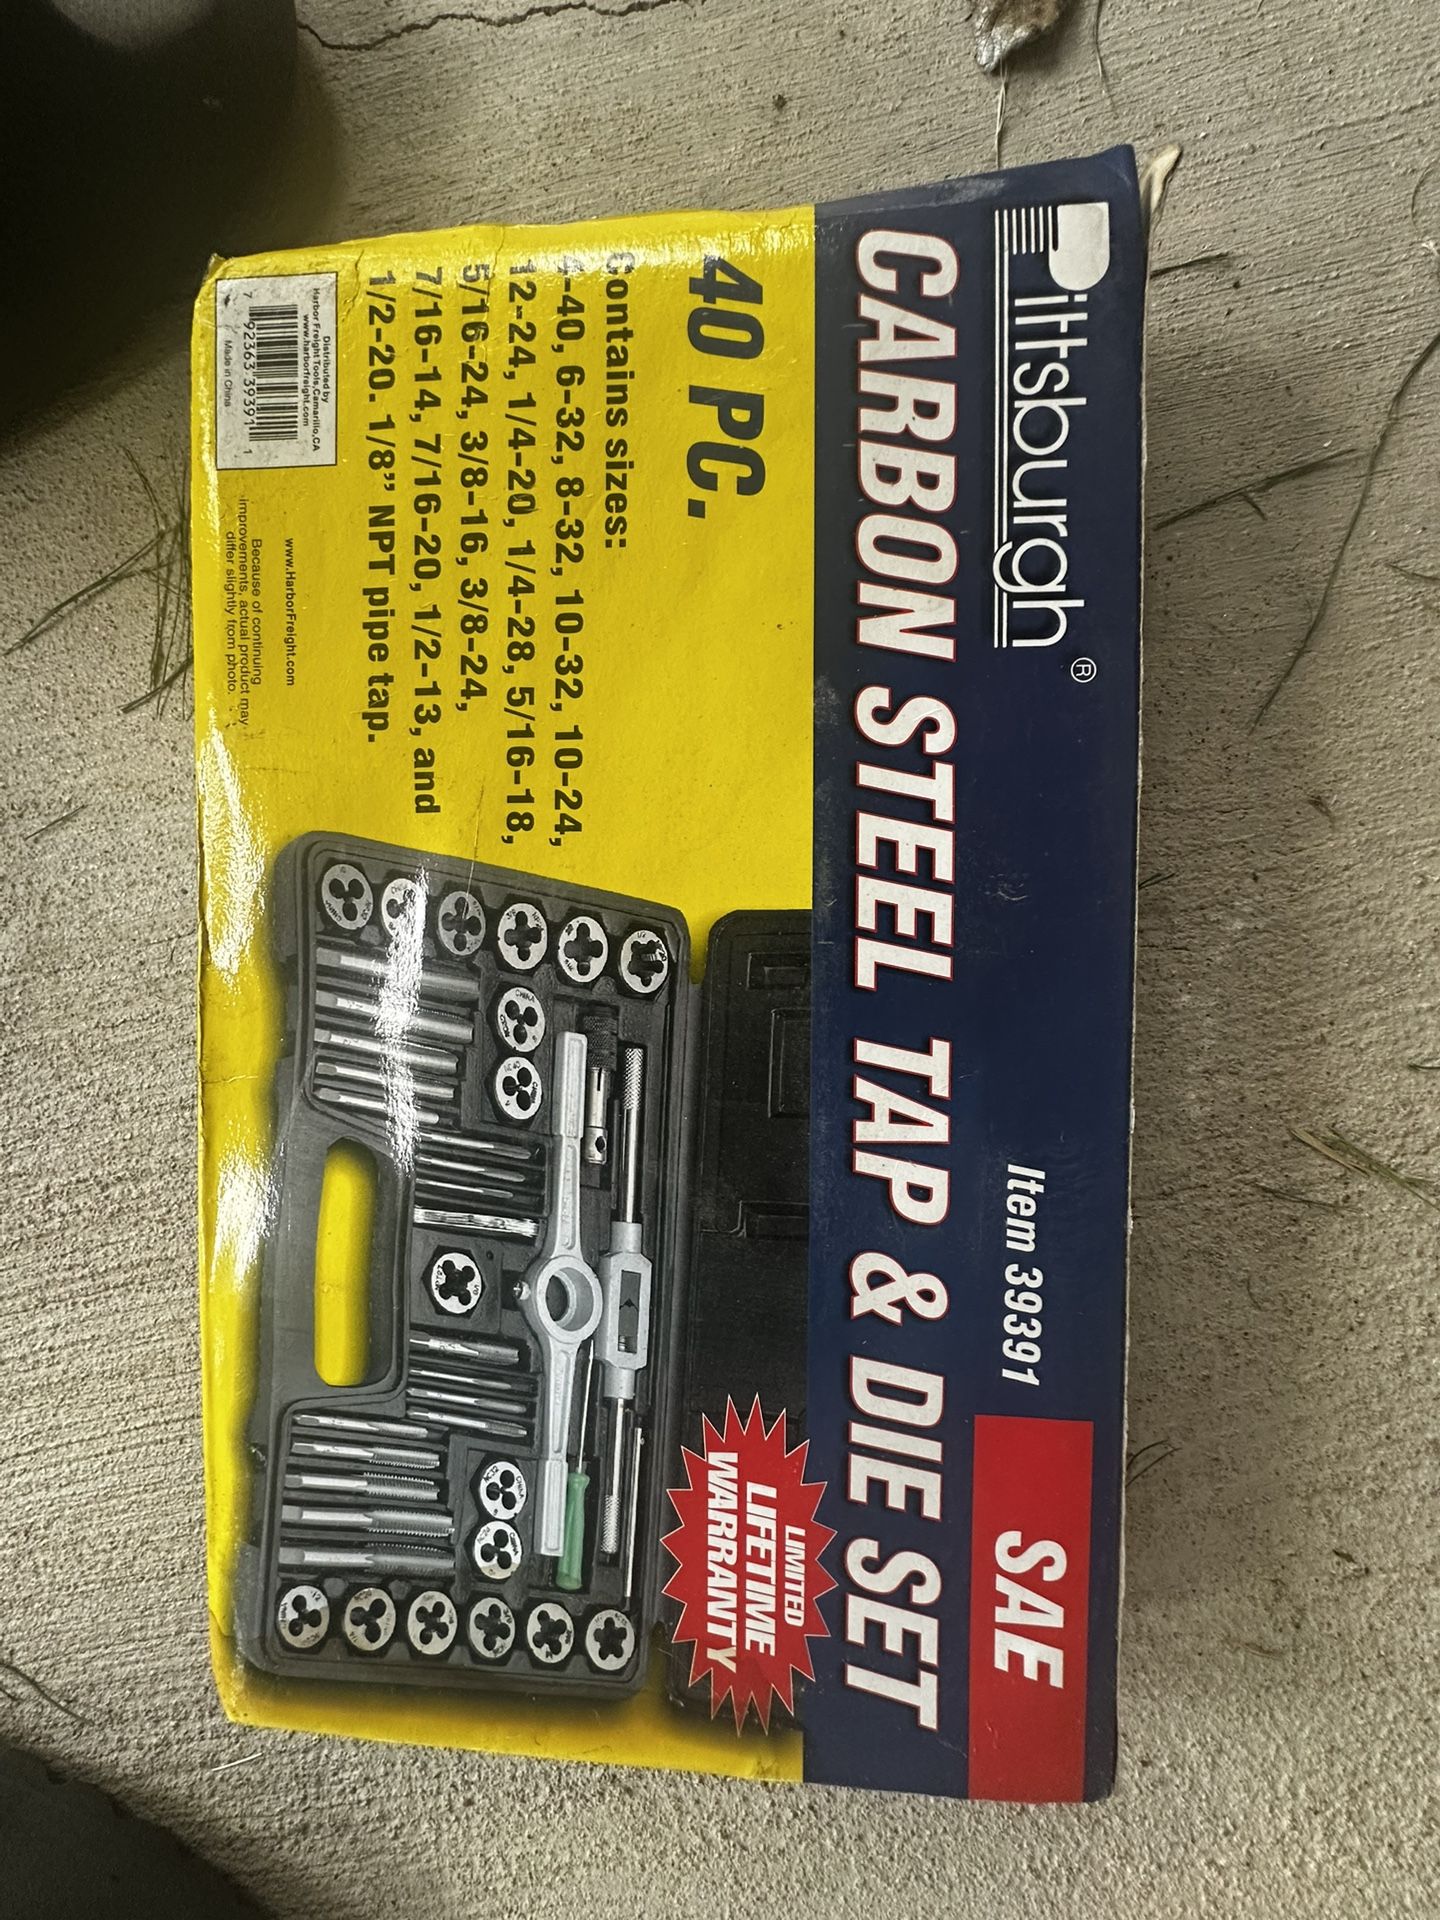 Pittsburgh®
Item 39391
SAE
CARBON STEEL TAP & DIE SET
40 PC.
Contains sizes:
4-40, 6-32, 8-32, 10-32, 10-24,
12-24, 1/4-20, 1/4-28, 5/16-18,
5/16-24, 3/8-16, 3/8-24,
7/16-14, 7/16-20, 1/2-13, and
1/2-20. 1/8" NPT pipe tap.
LIMITED
LIFETIME
WARRANTY
Distributed by
Harbor Freight Tools,Camarillo,CA
www.harborfreight.com
7 92363 39391 1
Made in China
www.HarborFreight.com
Because of continuing
improvements, actual product may
differ slightly from photo.